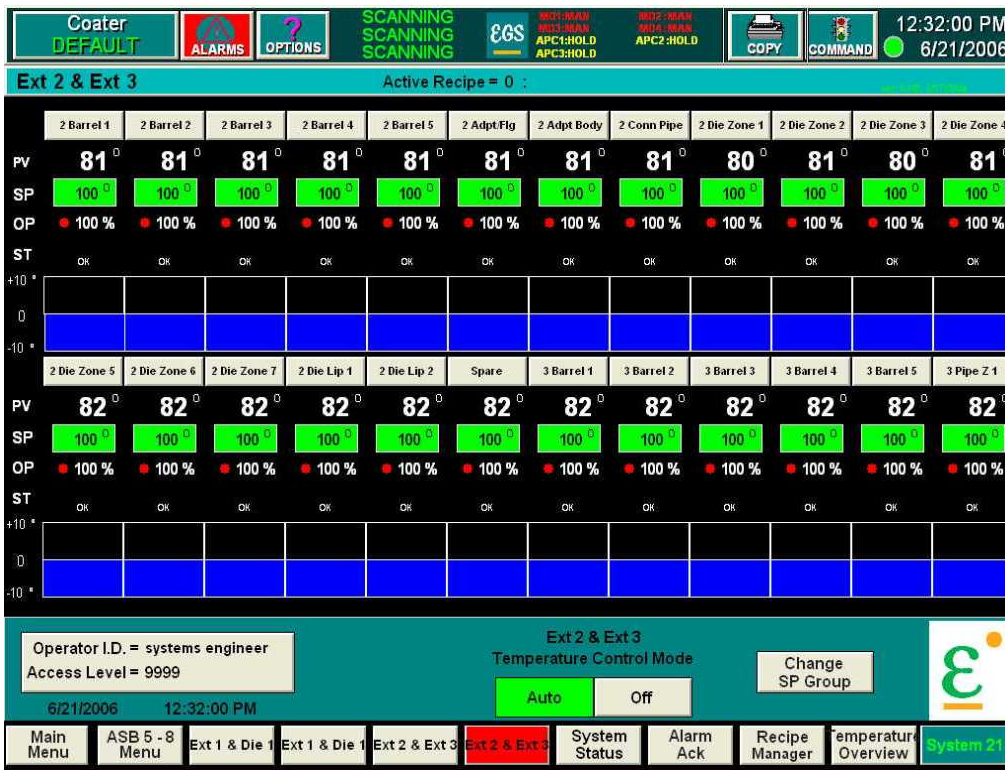 Coater
DEFAULT
ALARMS
OPTIONS
SCANNING
SCANNING
SCANNING
EGS
MO1:MAN
MO3:MAN
APC1:HOLD
APC3:HOLD
MO2:MAN
MO4:MAN
APC2:HOLD
COPY
COMMAND
12:32:00 PM
6/21/2006
Ext 2 & Ext 3
Active Recipe = 0 :
2 Barrel 1 2 Barrel 2 2 Barrel 3 2 Barrel 4 2 Barrel 5 2 Adpt/Flg 2 Adpt Body 2 Conn Pipe 2 Die Zone 1 2 Die Zone 2 2 Die Zone 3 2 Die Zone 4
PV 81° 81° 81° 81° 81° 81° 81° 81° 80° 81° 80° 81°
SP 100° 100° 100° 100° 100° 100° 100° 100° 100° 100° 100° 100°
OP 100 % 100 % 100 % 100 % 100 % 100 % 100 % 100 % 100 % 100 % 100 % 100 %
ST OK OK OK OK OK OK OK OK OK OK OK OK
+10 °
0
-10 °
2 Die Zone 5 2 Die Zone 6 2 Die Zone 7 2 Die Lip 1 2 Die Lip 2 Spare 3 Barrel 1 3 Barrel 2 3 Barrel 3 3 Barrel 4 3 Barrel 5 3 Pipe Z 1
PV 82° 82° 82° 82° 82° 82° 82° 82° 82° 82° 82° 82°
SP 100° 100° 100° 100° 100° 100° 100° 100° 100° 100° 100° 100°
OP 100 % 100 % 100 % 100 % 100 % 100 % 100 % 100 % 100 % 100 % 100 % 100 %
ST OK OK OK OK OK OK OK OK OK OK OK OK
+10 °
0
-10 °
Operator I.D. = systems engineer
Access Level = 9999
6/21/2006 12:32:00 PM
Ext 2 & Ext 3
Temperature Control Mode
Auto
Off
Change
SP Group
Main
Menu
ASB 5 - 8
Menu
Ext 1 & Die 1
Ext 1 & Die 1
Ext 2 & Ext 3
Ext 2 & Ext 3
System
Status
Alarm
Ack
Recipe
Manager
Temperature
Overview
System 21